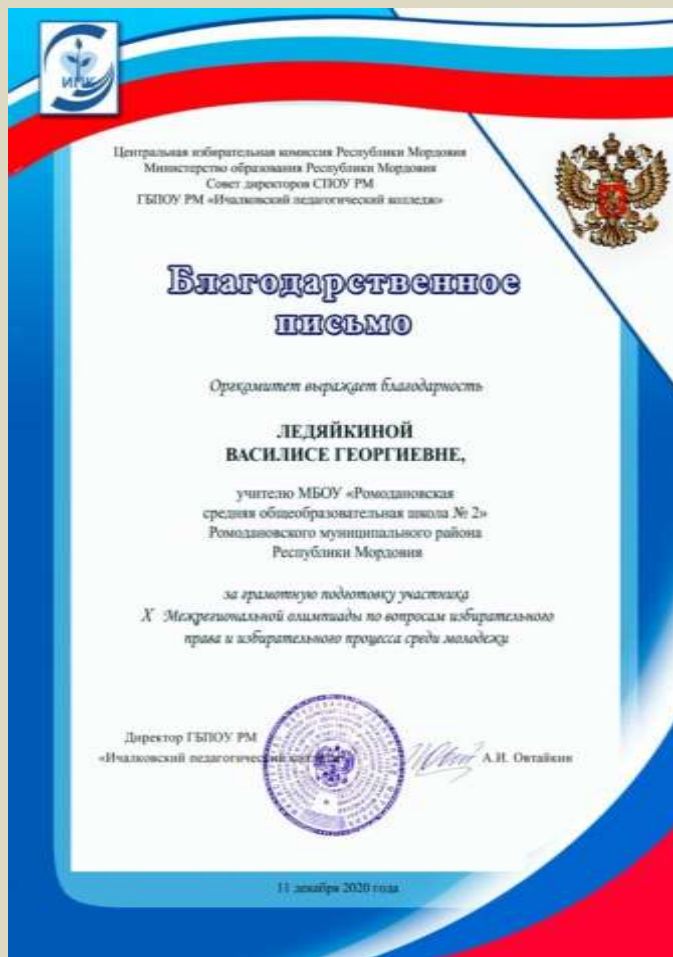 ИПК
Центральная избирательная комиссия Республики Мордовия
Министерство образования Республики Мордовия
Совет директоров СПОУ РМ
ГБПОУ РМ «Ичалковский педагогический колледж»
Благодарственное
письмо
Оргкомитет выражает благодарность
ЛЕДЯЙКИНОЙ
ВАСИЛИСЕ ГЕОРГИЕВНЕ,
учителю МБОУ «Ромодановская
средняя общеобразовательная школа № 2»
Ромодановского муниципального района
Республики Мордовия
за грамотную подготовку участника
X Межрегиональной олимпиады по вопросам избирательного
права и избирательного процесса среди молодежи
Директор ГБПОУ РМ
«Ичалковский педагогический колледж» А.И. Овтайкин
11 декабря 2020 года